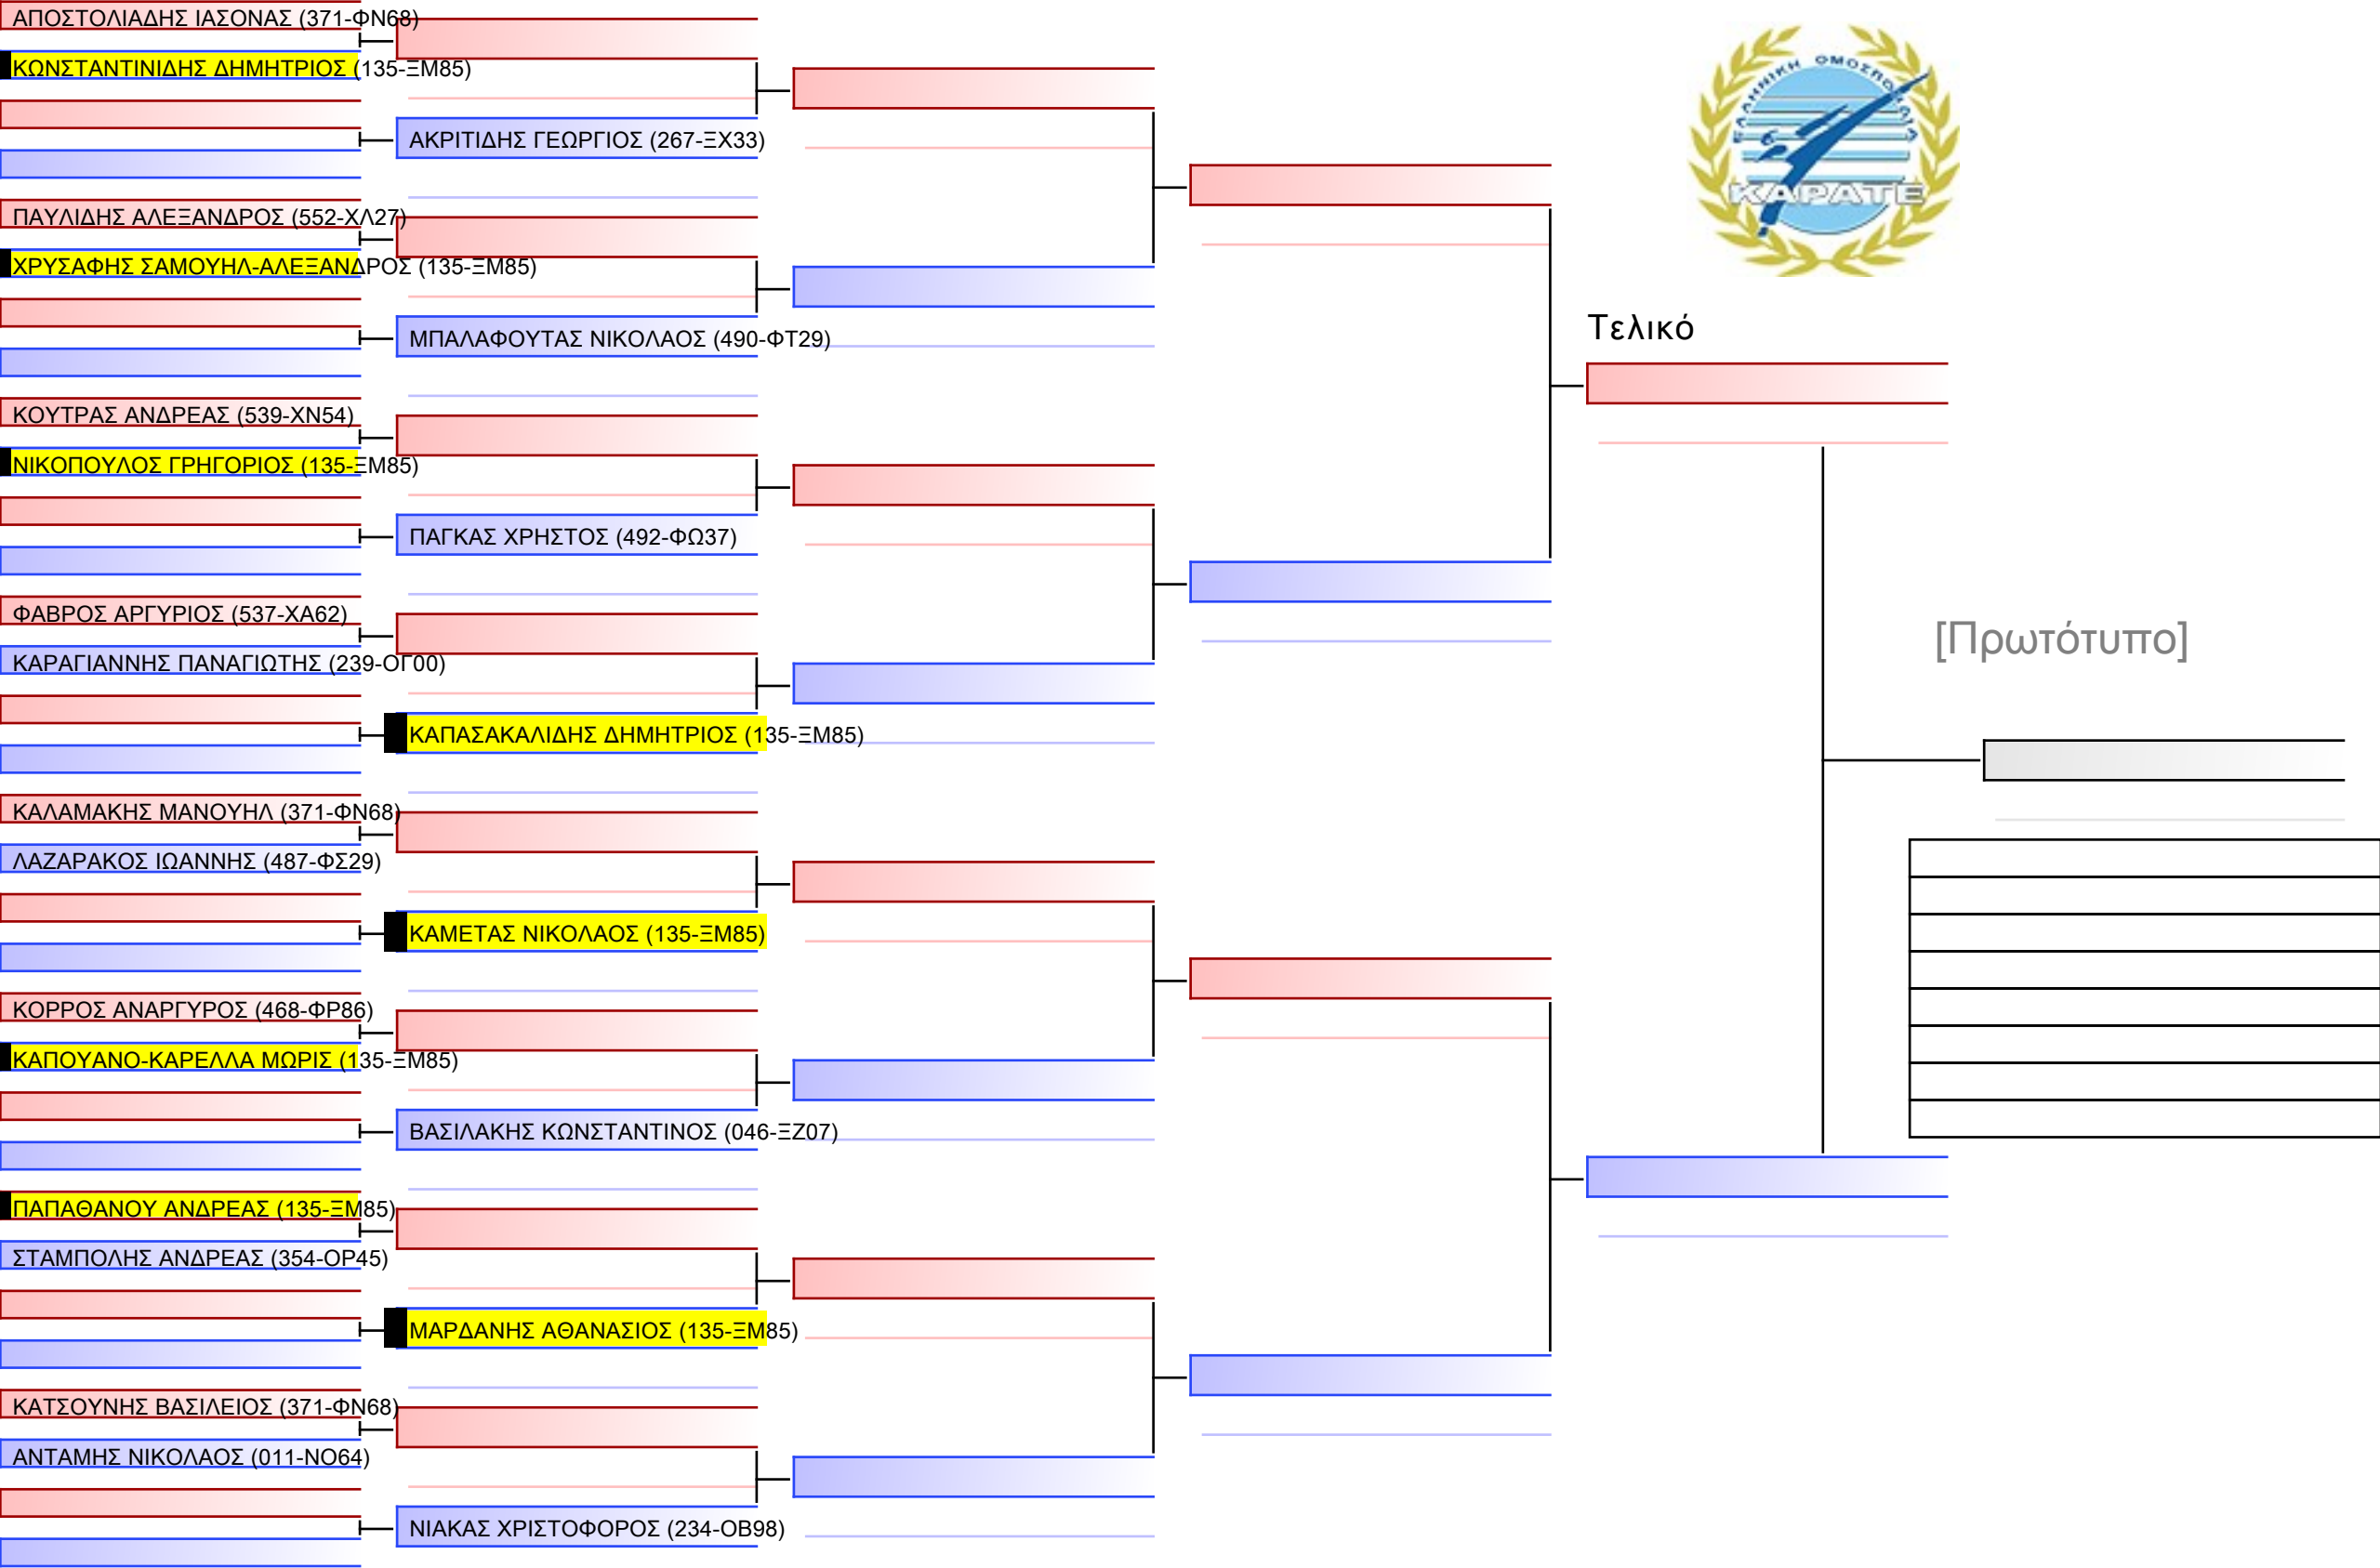 ΑΠΟΣΤΟΛΙΑΔΗΣ ΙΑΣΟΝΑΣ (371-ΦΝ68)
ΚΩΝΣΤΑΝΤΙΝΙΔΗΣ ΔΗΜΗΤΡΙΟΣ (135-ΞΜ85)
ΑΚΡΙΤΙΔΗΣ ΓΕΩΡΓΙΟΣ (267-ΞΧ33)
ΠΑΥΛΙΔΗΣ ΑΛΕΞΑΝΔΡΟΣ (552-ΧΛ27)
ΧΡΥΣΑΦΗΣ ΣΑΜΟΥΗΛ-ΑΛΕΞΑΝΔΡΟΣ (135-ΞΜ85)
ΜΠΑΛΑΦΟΥΤΑΣ ΝΙΚΟΛΑΟΣ (490-ΦΤ29)
ΚΟΥΤΡΑΣ ΑΝΔΡΕΑΣ (539-ΧΝ54)
ΝΙΚΟΠΟΥΛΟΣ ΓΡΗΓΟΡΙΟΣ (135-ΞΜ85)
ΠΑΓΚΑΣ ΧΡΗΣΤΟΣ (492-ΦΩ37)
ΦΑΒΡΟΣ ΑΡΓΥΡΙΟΣ (537-ΧΑ62)
ΚΑΡΑΓΙΑΝΝΗΣ ΠΑΝΑΓΙΩΤΗΣ (239-ΟΓ00)
ΚΑΠΑΣΑΚΑΛΙΔΗΣ ΔΗΜΗΤΡΙΟΣ (135-ΞΜ85)
ΚΑΛΑΜΑΚΗΣ ΜΑΝΟΥΗΛ (371-ΦΝ68)
ΛΑΖΑΡΑΚΟΣ ΙΩΑΝΝΗΣ (487-ΦΣ29)
ΚΑΜΕΤΑΣ ΝΙΚΟΛΑΟΣ (135-ΞΜ85)
ΚΟΡΡΟΣ ΑΝΑΡΓΥΡΟΣ (468-ΦΡ86)
ΚΑΠΟΥΑΝΟ-ΚΑΡΕΛΛΑ ΜΩΡΙΣ (135-ΞΜ85)
ΒΑΣΙΛΑΚΗΣ ΚΩΝΣΤΑΝΤΙΝΟΣ (046-ΞΖ07)
ΠΑΠΑΘΑΝΟΥ ΑΝΔΡΕΑΣ (135-ΞΜ85)
ΣΤΑΜΠΟΛΗΣ ΑΝΔΡΕΑΣ (354-ΟΡ45)
ΜΑΡΔΑΝΗΣ ΑΘΑΝΑΣΙΟΣ (135-ΞΜ85)
ΚΑΤΣΟΥΝΗΣ ΒΑΣΙΛΕΙΟΣ (371-ΦΝ68)
ΑΝΤΑΜΗΣ ΝΙΚΟΛΑΟΣ (011-ΝΟ64)
ΝΙΑΚΑΣ ΧΡΙΣΤΟΦΟΡΟΣ (234-ΟΒ98)
ΕΛΛΗΝΙΚΗ ΟΜΟΣΠΟΝΔΙΑ
ΚΑΡΑΤΕ
Τελικό
[Πρωτότυπο]